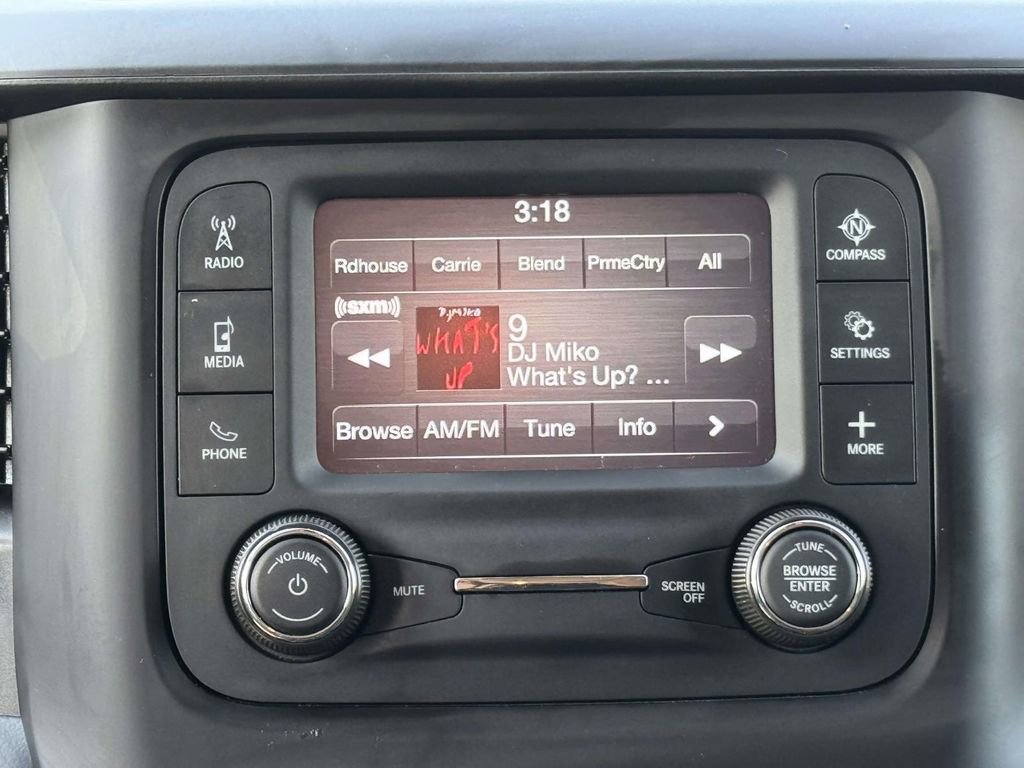 3:18
Rdhouse Carrie Blend PrmeCtry All
((sxm))
DJMIKO
WHAT'S
UP
9
DJ Miko
What's Up? ...
Browse AM/FM Tune Info >
RADIO
MEDIA
PHONE
N
COMPASS
SETTINGS
MORE
VOLUME
MUTE
SCREEN
OFF
TUNE
BROWSE
ENTER
SCROLL